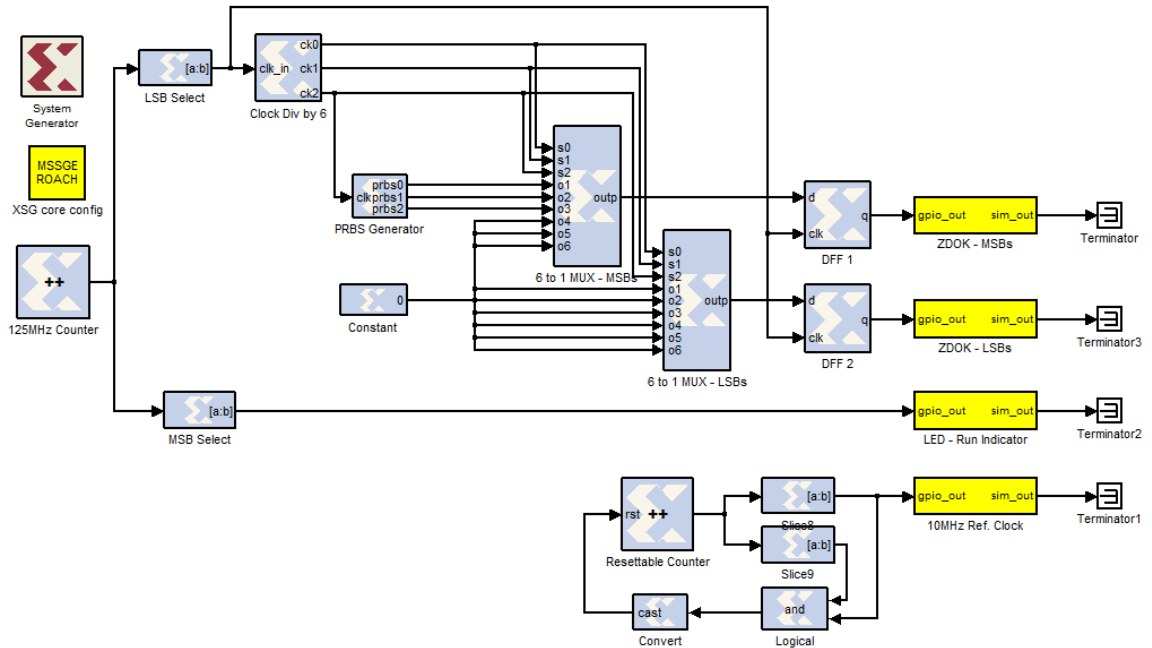 [a:b]
LSB Select
System
Generator
clk_in
ck0
ck1
ck2
Clock Div by 6
MSSGE
ROACH
XSG core config
clk
prbs0
prbs1
prbs2
PRBS Generator
s0
s1
s2
o1
o2
o3
o4
o5
o6
outp
6 to 1 MUX - MSBs
s0
s1
s2
o1
o2
o3
o4
o5
o6
outp
6 to 1 MUX - LSBs
d
q
clk
DFF 1
gpio_out
sim_out
ZDOK - MSBs
Terminator
++
125MHz Counter
0
Constant
d
q
clk
DFF 2
gpio_out
sim_out
ZDOK - LSBs
Terminator3
[a:b]
MSB Select
gpio_out
sim_out
LED - Run Indicator
Terminator2
rst
++
Resettable Counter
[a:b]
Slice8
[a:b]
Slice9
gpio_out
sim_out
10MHz Ref. Clock
Terminator1
cast
Convert
and
Logical